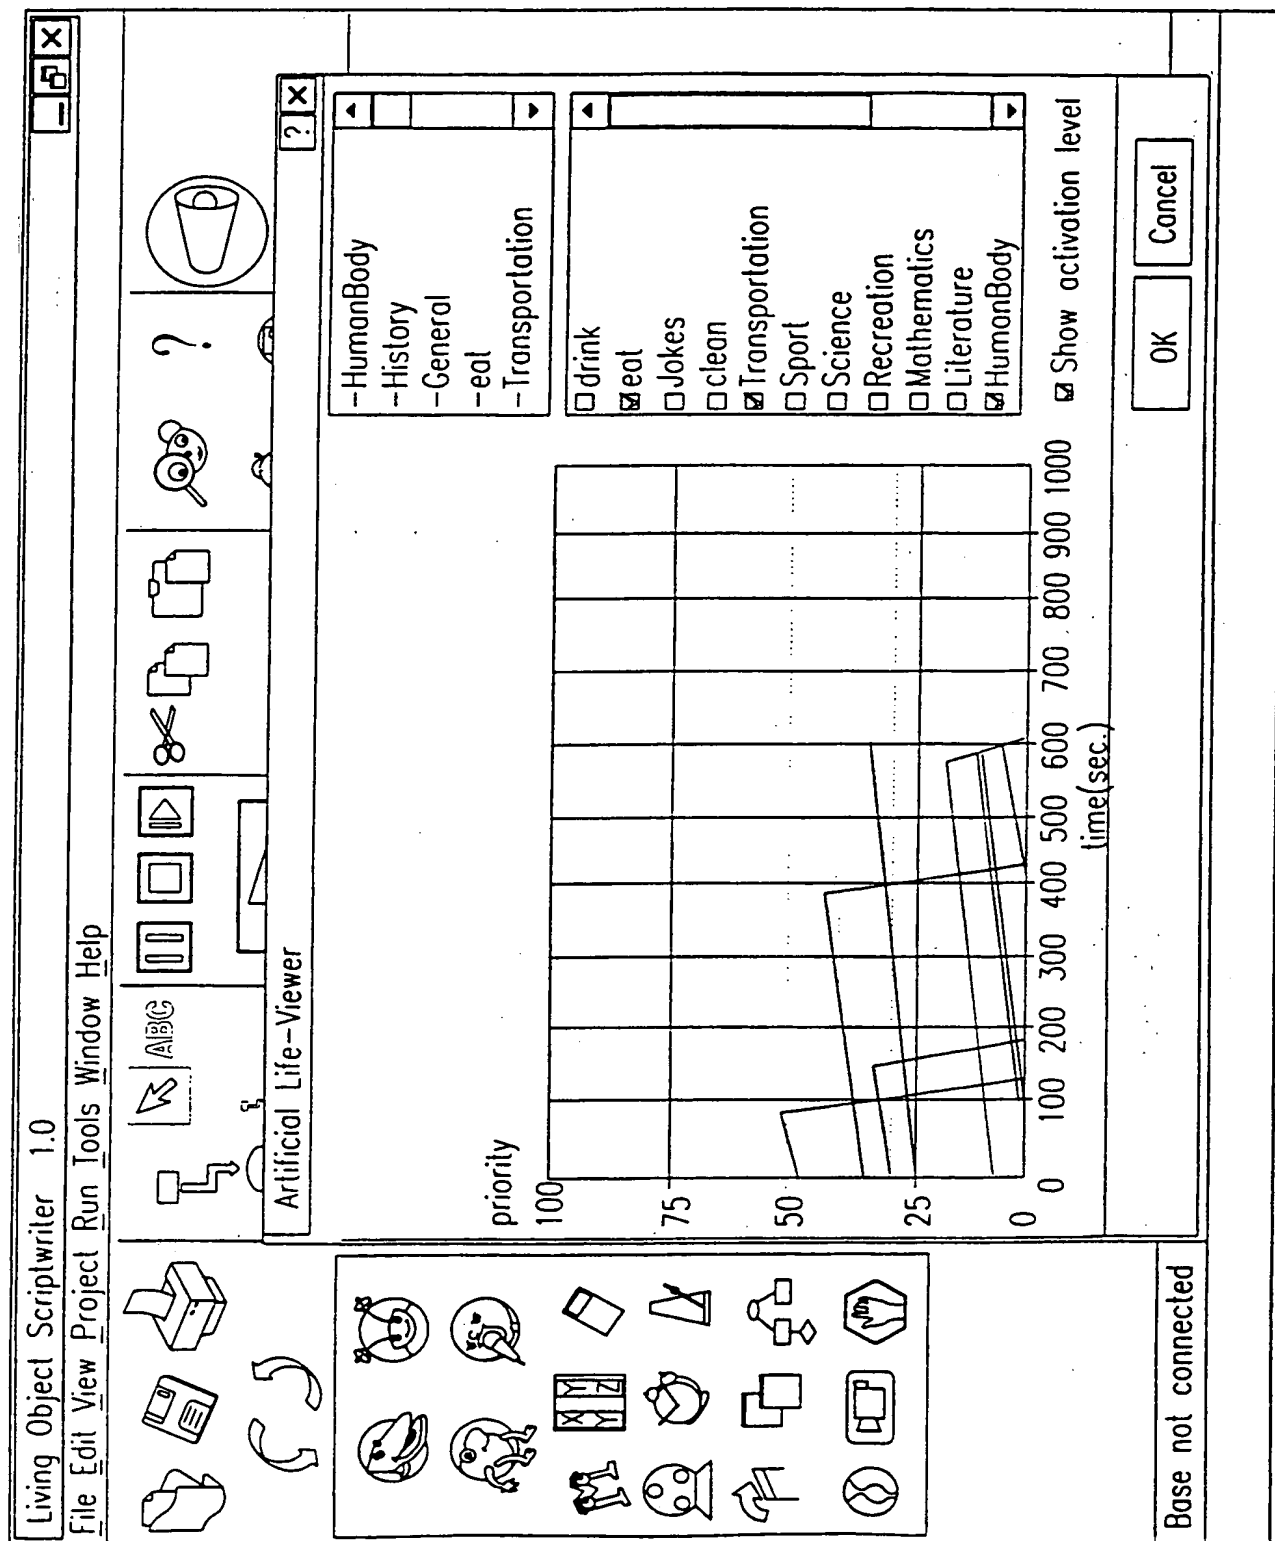 Living Object Scriptwriter 1.0
File Edit View Project Run Tools Window Help
ABC
?
Artificial Life-Viewer
?
-HumanBody
-History
-General
-eat
-Transportation
priority
100
75
50
25
0
0 100 200 300 400 500 600 700 800 900 1000
time(sec.)
drink
eat
Jokes
clean
Transportation
Sport
Science
Recreation
Mathematics
Literature
HumanBody
Show activation level
X Y
Y Z
OK Cancel
Base not connected